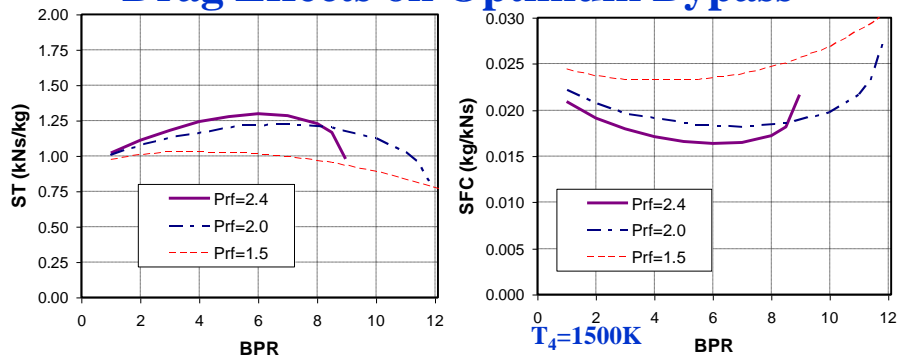 Drag Effects on Optimum Bypass
2.00
1.75
1.50
1.25
1.00
0.75
0.50
0.25
0.00
ST (kNs/kg)
Prf=2.4
Prf=2.0
Prf=1.5
0 2 4 6 8 10 12
BPR
0.030
0.025
0.020
0.015
0.010
0.005
0.000
SFC (kg/kNs)
Prf=2.4
Prf=2.0
Prf=1.5
0 2 4 6 8 10 12
T₄=1500K
BPR